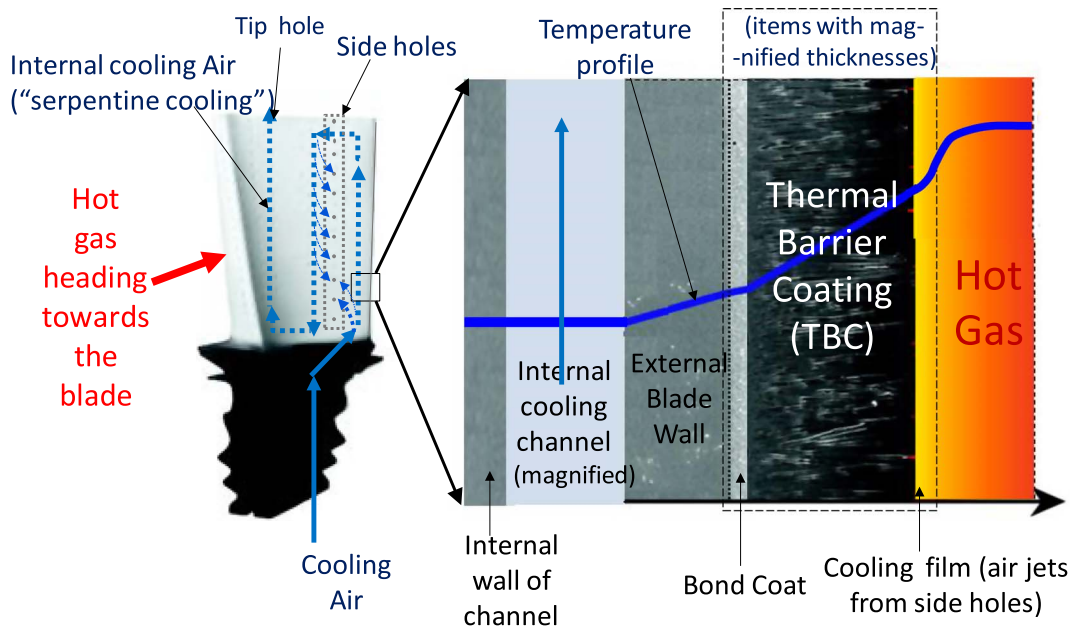 Tip hole
Side holes
Internal cooling Air
(“serpentine cooling”)
Hot
gas
heading
towards
the
blade
Cooling
Air
Temperature
profile
(items with mag-
-nified thicknesses)
Thermal
Barrier
Coating
(TBC)
Hot
Gas
Internal
cooling
channel
(magnified)
External
Blade
Wall
Internal
wall of
channel
Bond Coat
Cooling film (air jets
from side holes)